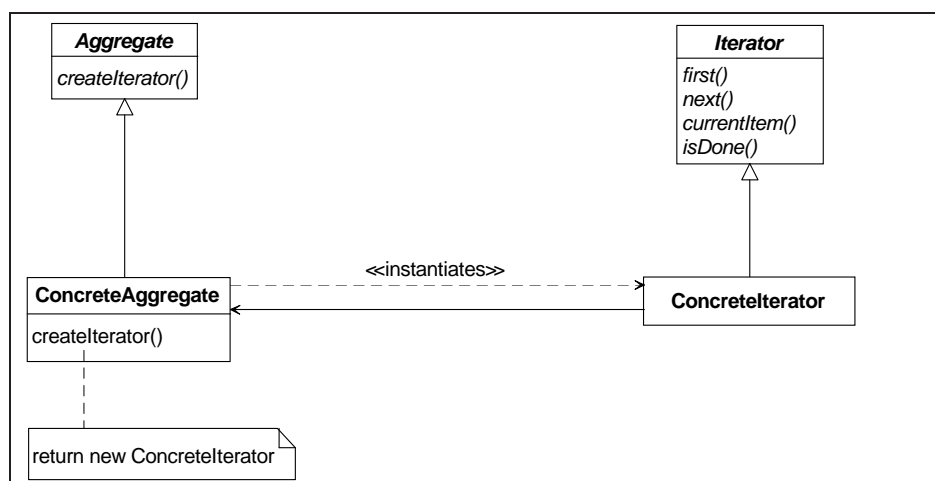 Aggregate
createIterator()
Iterator
first()
next()
currentItem()
isDone()
<<instantiates>>
ConcreteAggregate
createIterator()
ConcreteIterator
return new ConcreteIterator